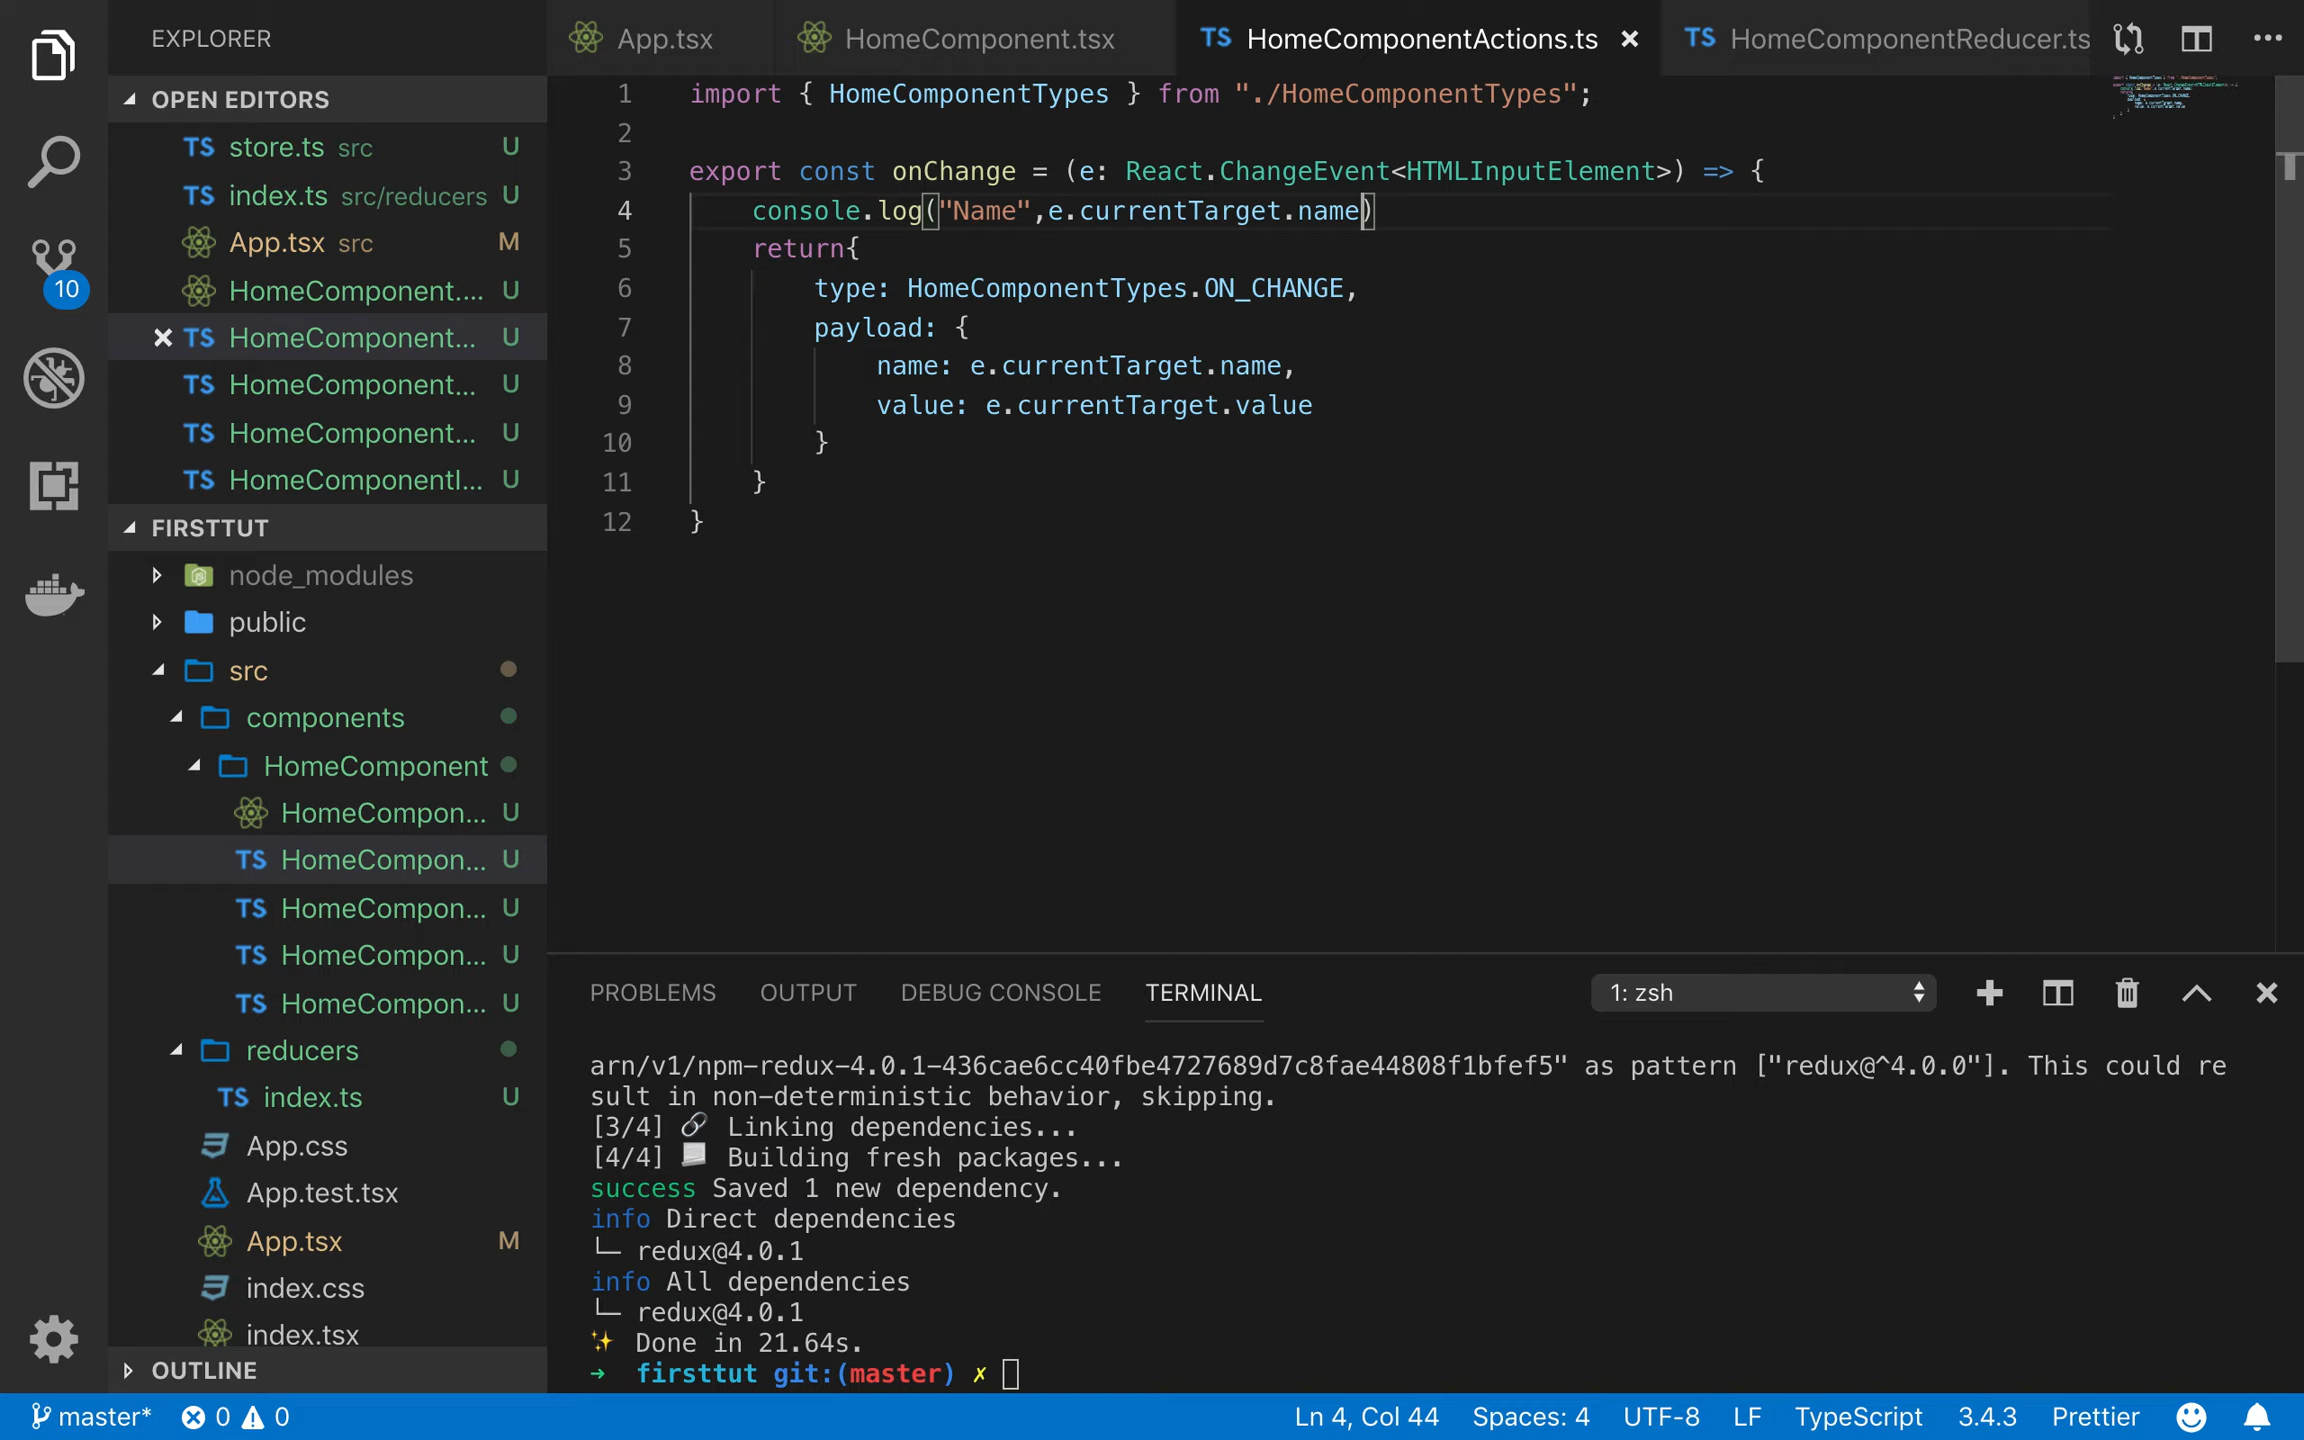 EXPLORER
OPEN EDITORS
TS store.ts src U
TS index.ts src/reducers U
App.tsx src M
HomeComponent.... U
TS HomeComponent... U
TS HomeComponent... U
TS HomeComponent... U
TS HomeComponentI... U
FIRSTTUT
node_modules
public
src
components
HomeComponent
HomeCompon... U
TS HomeCompon... U
TS HomeCompon... U
TS HomeCompon... U
TS HomeCompon... U
reducers
TS index.ts U
App.css
App.test.tsx
App.tsx M
index.css
index.tsx
OUTLINE
10
App.tsx HomeComponent.tsx TS HomeComponentActions.ts TS HomeComponentReducer.ts
1 import { HomeComponentTypes } from "./HomeComponentTypes";
2
3 export const onChange = (e: React.ChangeEvent<HTMLInputElement>) => {
4 console.log("Name",e.currentTarget.name)
5 return{
6 type: HomeComponentTypes.ON_CHANGE,
7 payload: {
8 name: e.currentTarget.name,
9 value: e.currentTarget.value
10 }
11 }
12 }
PROBLEMS OUTPUT DEBUG CONSOLE TERMINAL 1: zsh
arn/v1/npm-redux-4.0.1-436cae6cc40fbe4727689d7c8fae44808f1bfef5" as pattern ["redux@^4.0.0"]. This could re
sult in non-deterministic behavior, skipping.
[3/4] 🔗 Linking dependencies...
[4/4] 📃 Building fresh packages...
success Saved 1 new dependency.
info Direct dependencies
└─ redux@4.0.1
info All dependencies
└─ redux@4.0.1
✨ Done in 21.64s.
➜ firsttut git:(master) ✗
master* 0 0 Ln 4, Col 44 Spaces: 4 UTF-8 LF TypeScript 3.4.3 Prettier